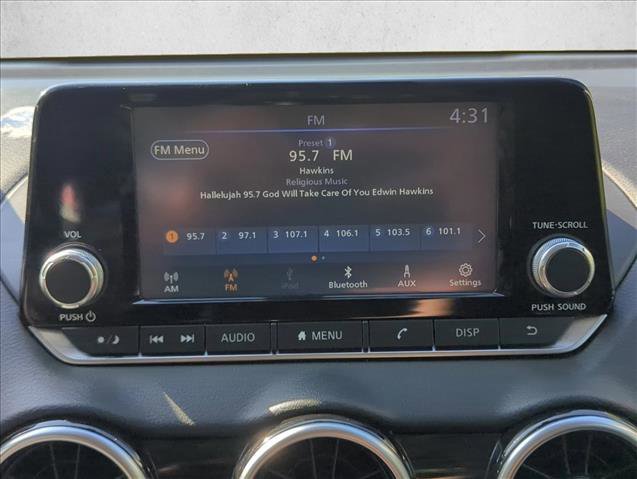 FM
4:31
FM Menu
Preset 1
95.7 FM
Hawkins
Religious Music
Hallelujah 95.7 God Will Take Care Of You Edwin Hawkins
1 95.7 2 97.1 3 107.1 4 106.1 5 103.5 6 101.1
AM FM iPod Bluetooth AUX Settings
VOL
PUSH
TUNE-SCROLL
PUSH SOUND
AUDIO MENU DISP